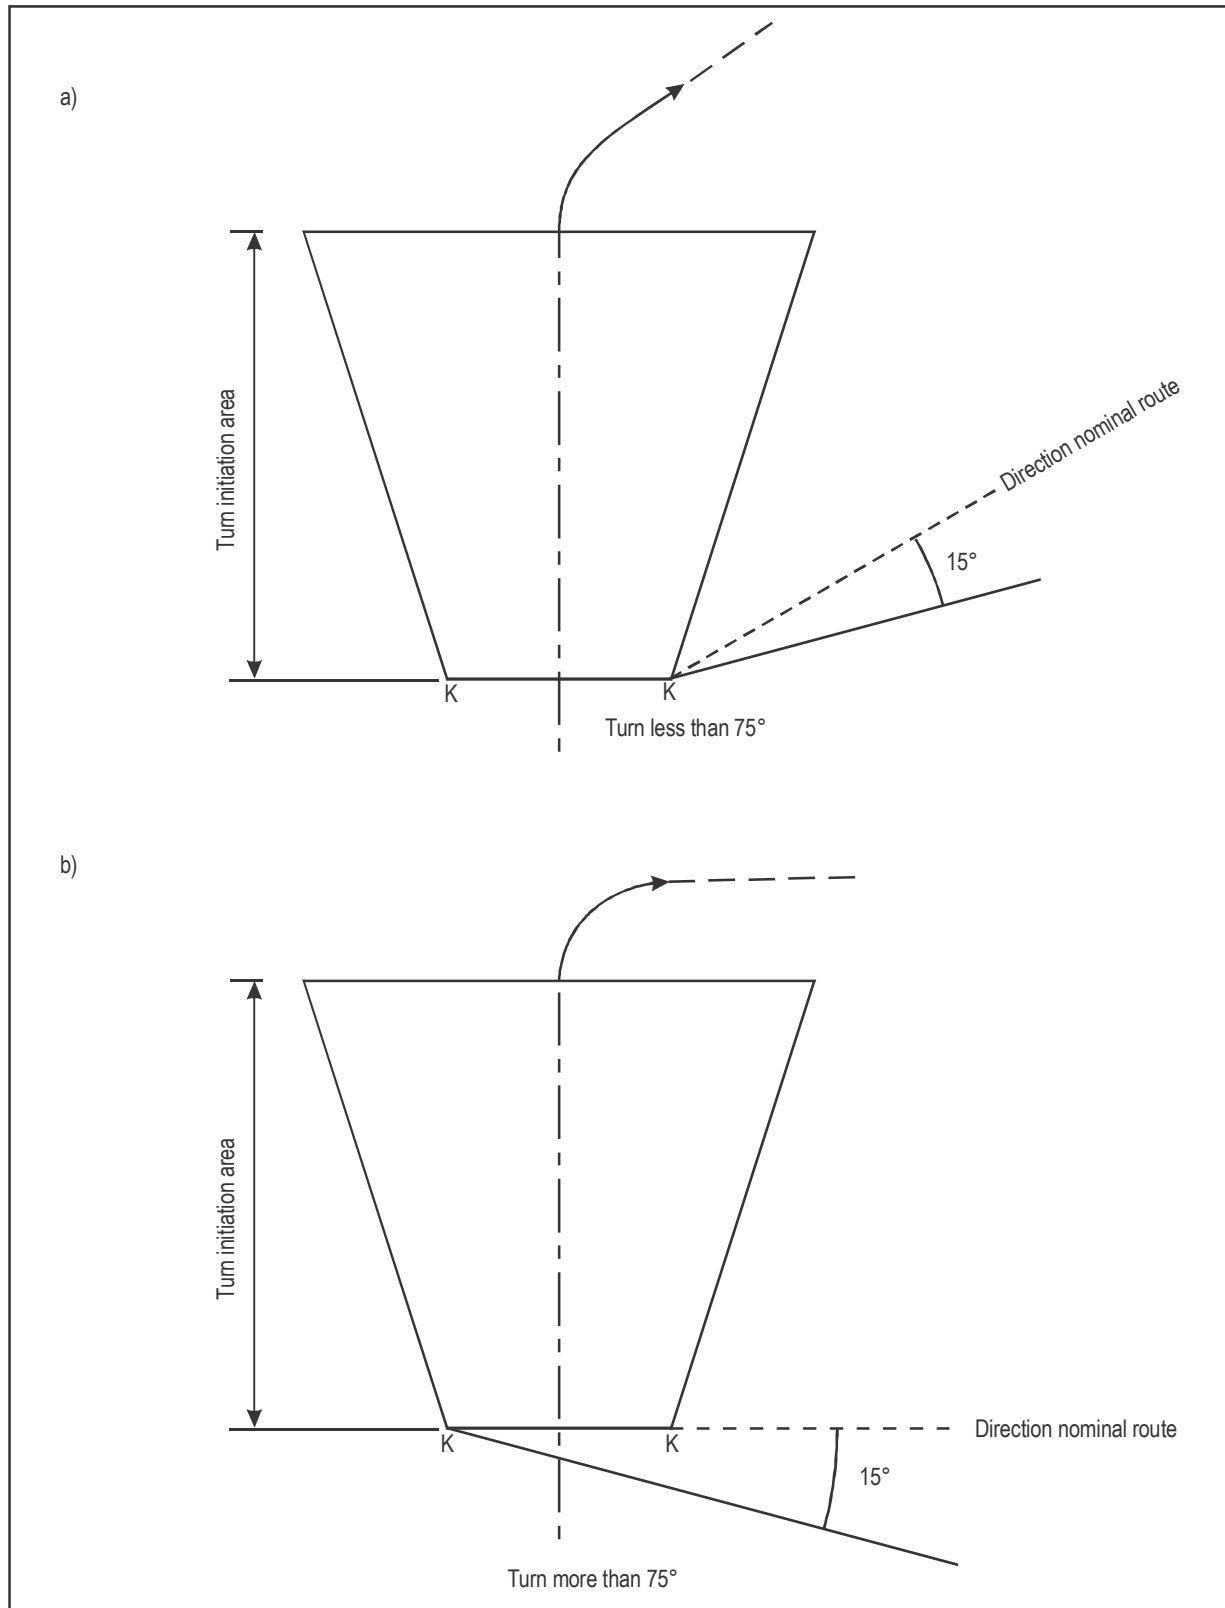 a)
Turn initiation area
Direction nominal route
15°
K
K
Turn less than 75°
b)
Turn initiation area
K
K
Direction nominal route
15°
Turn more than 75°